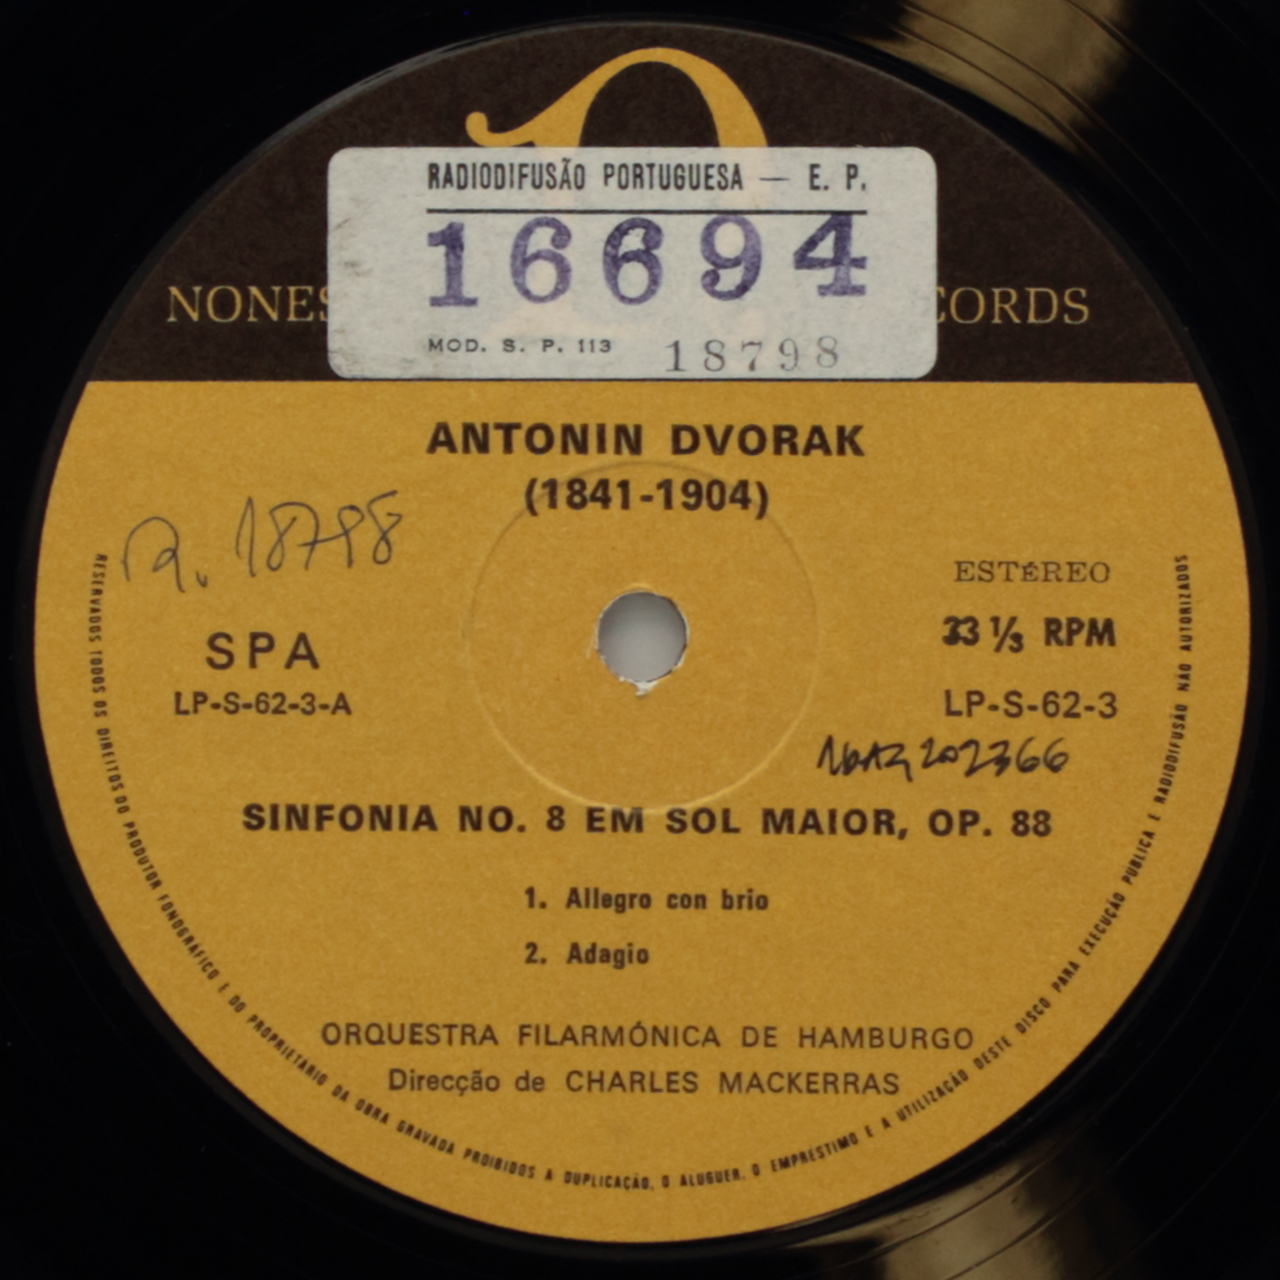 RADIODIFUSÃO PORTUGUESA — E. P.
16694
MOD. S. P. 113 18798
NONES CORDS
ANTONIN DVORAK
(1841-1904)
R. 18798
ESTÉREO
33 1/3 RPM
SPA
LP-S-62-3-A
LP-S-62-3
SINFONIA NO. 8 EM SOL MAIOR, OP. 88
1. Allegro con brio
2. Adagio
ORQUESTRA FILARMÓNICA DE HAMBURGO
Direcção de CHARLES MACKERRAS
RESERVADOS TODOS OS DIREITOS DO PRODUTOR FONOGRÁFICO E DO PROPRIETÁRIO DA OBRA GRAVADA PROIBIDOS A DUPLICAÇÃO, O ALUGUER, O EMPRÉSTIMO E A UTILIZAÇÃO DESTE DISCO PARA EXECUÇÃO PÚBLICA E RADIODIFUSÃO NÃO AUTORIZADOS